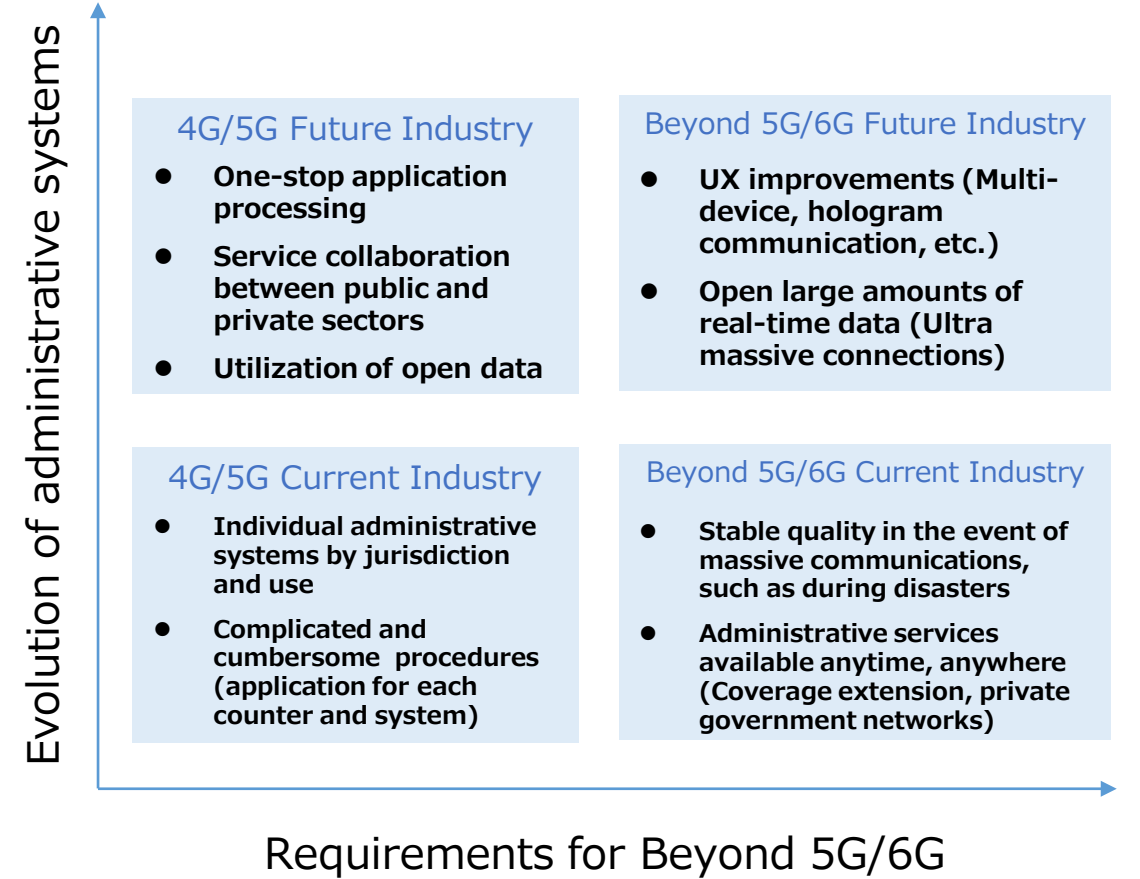 Evolution of administrative systems
4G/5G Future Industry
● One-stop application
processing
● Service collaboration
between public and
private sectors
● Utilization of open data
Beyond 5G/6G Future Industry
● UX improvements (Multi-
device, hologram
communication, etc.)
● Open large amounts of
real-time data (Ultra
massive connections)
4G/5G Current Industry
● Individual administrative
systems by jurisdiction
and use
● Complicated and
cumbersome procedures
(application for each
counter and system)
Beyond 5G/6G Current Industry
● Stable quality in the event of
massive communications,
such as during disasters
● Administrative services
available anytime, anywhere
(Coverage extension, private
government networks)
Requirements for Beyond 5G/6G